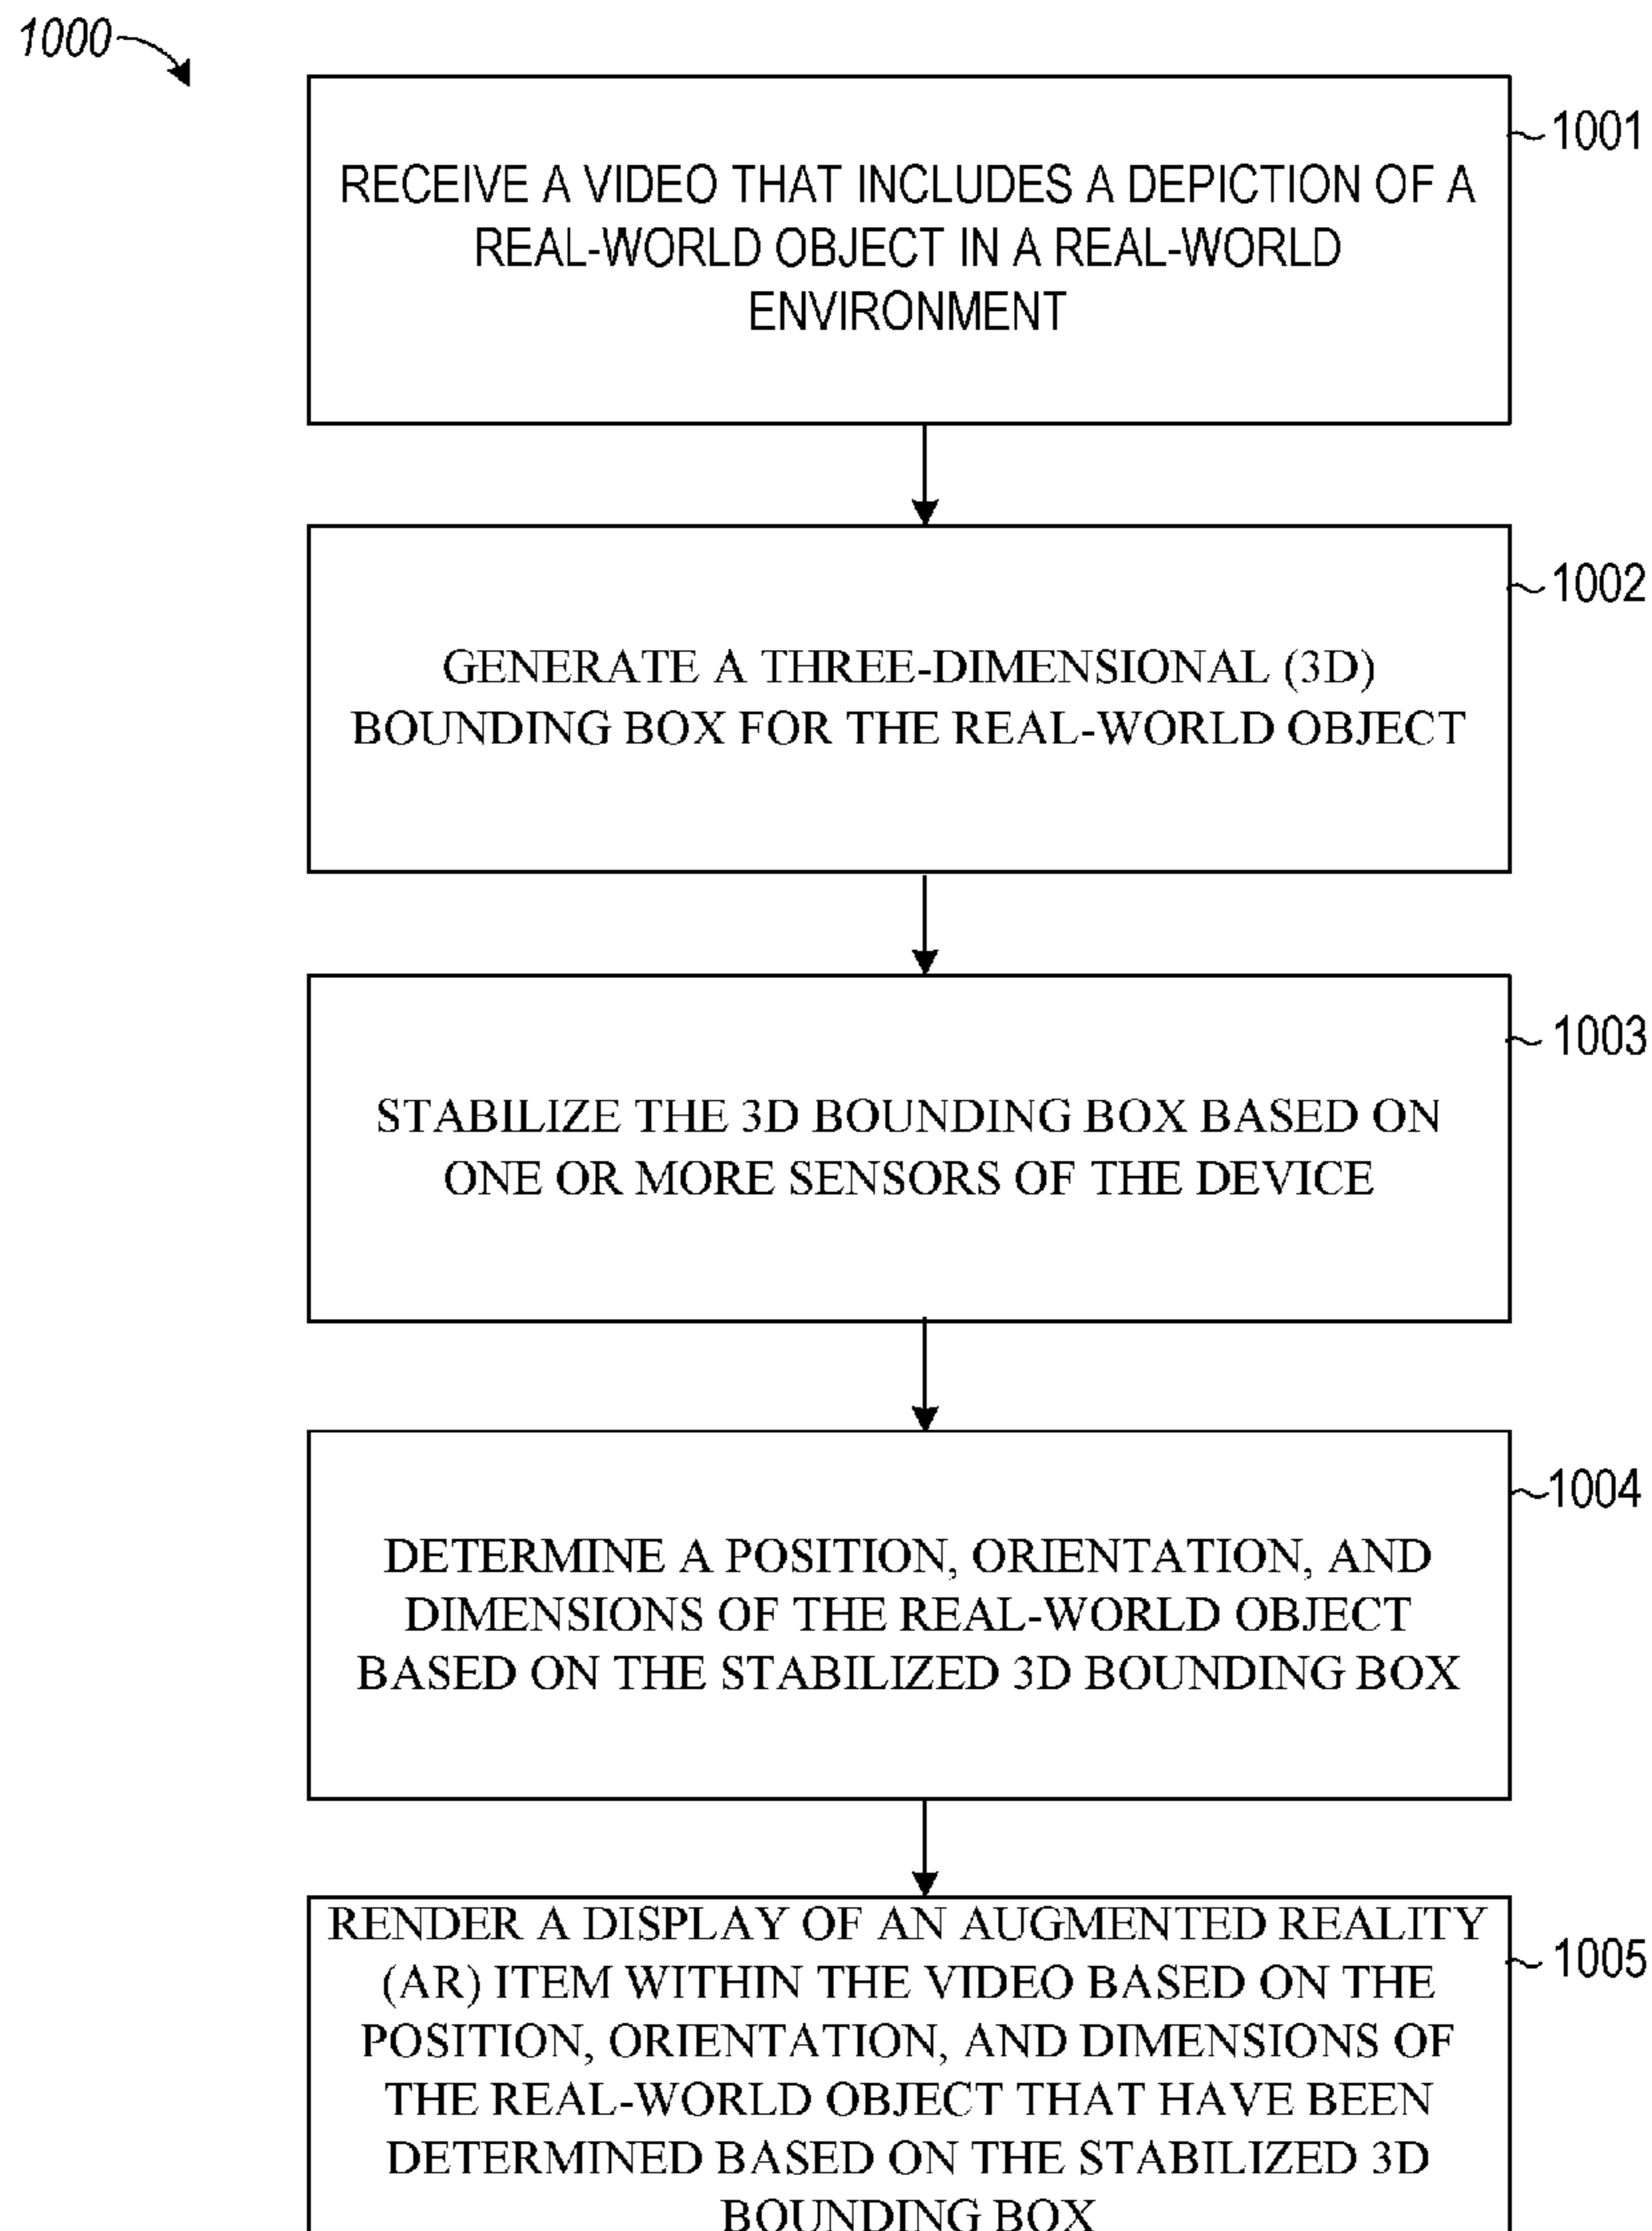 1000
1001
RECEIVE A VIDEO THAT INCLUDES A DEPICTION OF A
REAL-WORLD OBJECT IN A REAL-WORLD
ENVIRONMENT
1002
GENERATE A THREE-DIMENSIONAL (3D)
BOUNDING BOX FOR THE REAL-WORLD OBJECT
1003
STABILIZE THE 3D BOUNDING BOX BASED ON
ONE OR MORE SENSORS OF THE DEVICE
1004
DETERMINE A POSITION, ORIENTATION, AND
DIMENSIONS OF THE REAL-WORLD OBJECT
BASED ON THE STABILIZED 3D BOUNDING BOX
1005
RENDER A DISPLAY OF AN AUGMENTED REALITY
(AR) ITEM WITHIN THE VIDEO BASED ON THE
POSITION, ORIENTATION, AND DIMENSIONS OF
THE REAL-WORLD OBJECT THAT HAVE BEEN
DETERMINED BASED ON THE STABILIZED 3D
BOUNDING BOX